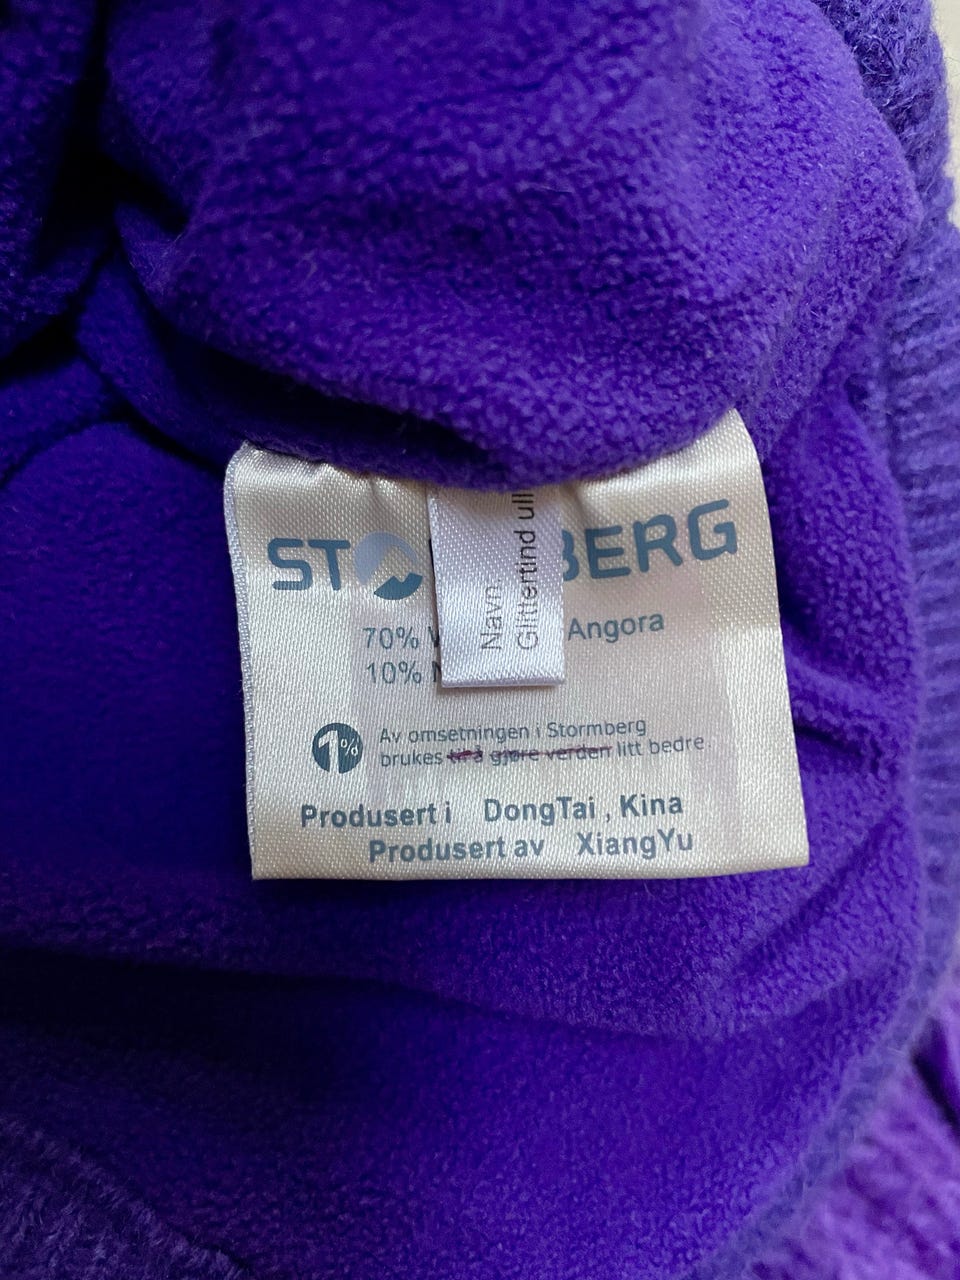 ST BERG
70% Angora
10%
Navn:
Glittertind ull
1%
Av omsetningen i Stormberg
brukes til å gjøre verden litt bedre
Produsert i DongTai , Kina
Produsert av XiangYu